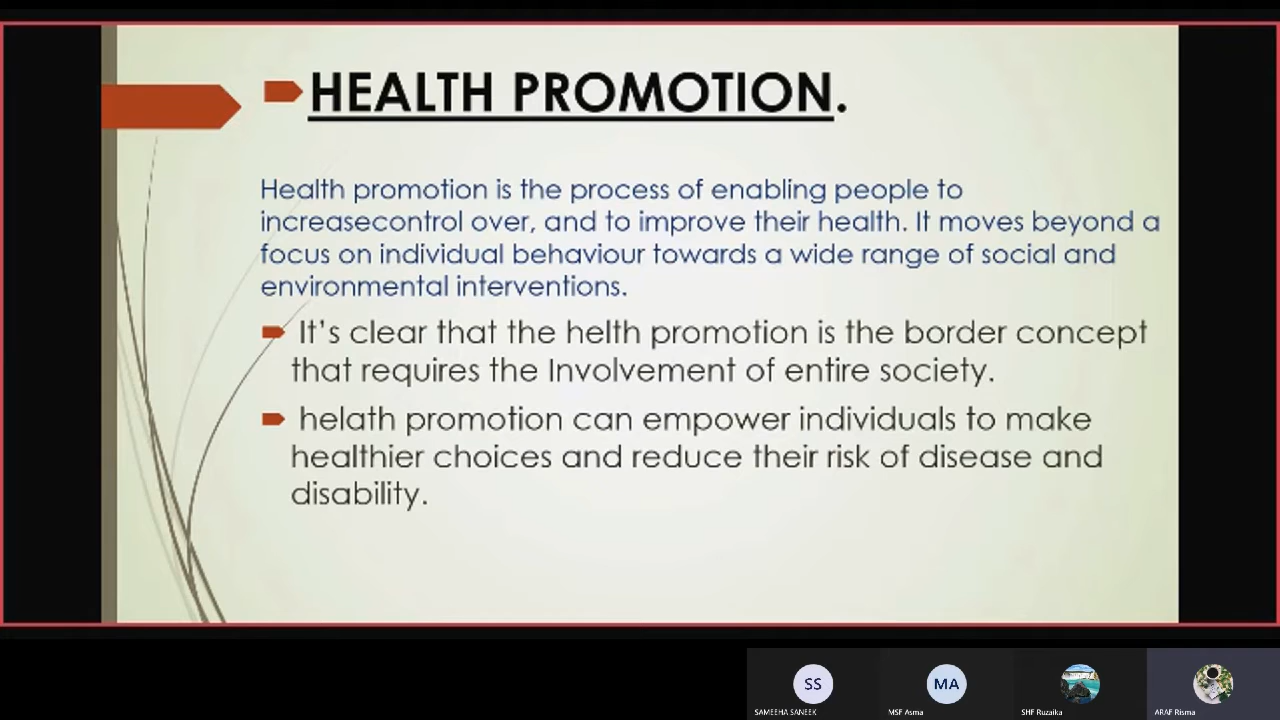 HEALTH PROMOTION.
Health promotion is the process of enabling people to
increasecontrol over, and to improve their health. It moves beyond a
focus on individual behaviour towards a wide range of social and
environmental interventions.
It's clear that the helth promotion is the border concept
that requires the Involvement of entire society.
helath promotion can empower individuals to make
healthier choices and reduce their risk of disease and
disability.
SS
MA
SAMEEHA SANEEK
MSF Asma
SHF Ruzaika
ARAF Risma